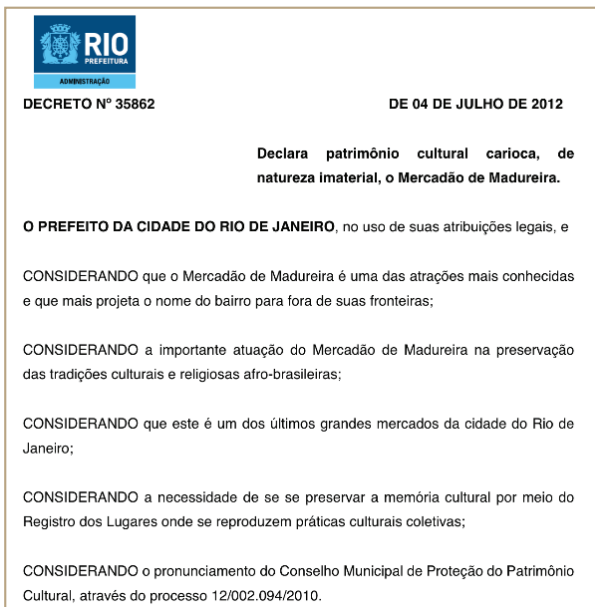 RIO
PREFEITURA
ADMINISTRAÇÃO
DECRETO Nº 35862 DE 04 DE JULHO DE 2012
Declara patrimônio cultural carioca, de
natureza imaterial, o Mercadão de Madureira.
O PREFEITO DA CIDADE DO RIO DE JANEIRO, no uso de suas atribuições legais, e
CONSIDERANDO que o Mercadão de Madureira é uma das atrações mais conhecidas
e que mais projeta o nome do bairro para fora de suas fronteiras;
CONSIDERANDO a importante atuação do Mercadão de Madureira na preservação
das tradições culturais e religiosas afro-brasileiras;
CONSIDERANDO que este é um dos últimos grandes mercados da cidade do Rio de
Janeiro;
CONSIDERANDO a necessidade de se se preservar a memória cultural por meio do
Registro dos Lugares onde se reproduzem práticas culturais coletivas;
CONSIDERANDO o pronunciamento do Conselho Municipal de Proteção do Patrimônio
Cultural, através do processo 12/002.094/2010.